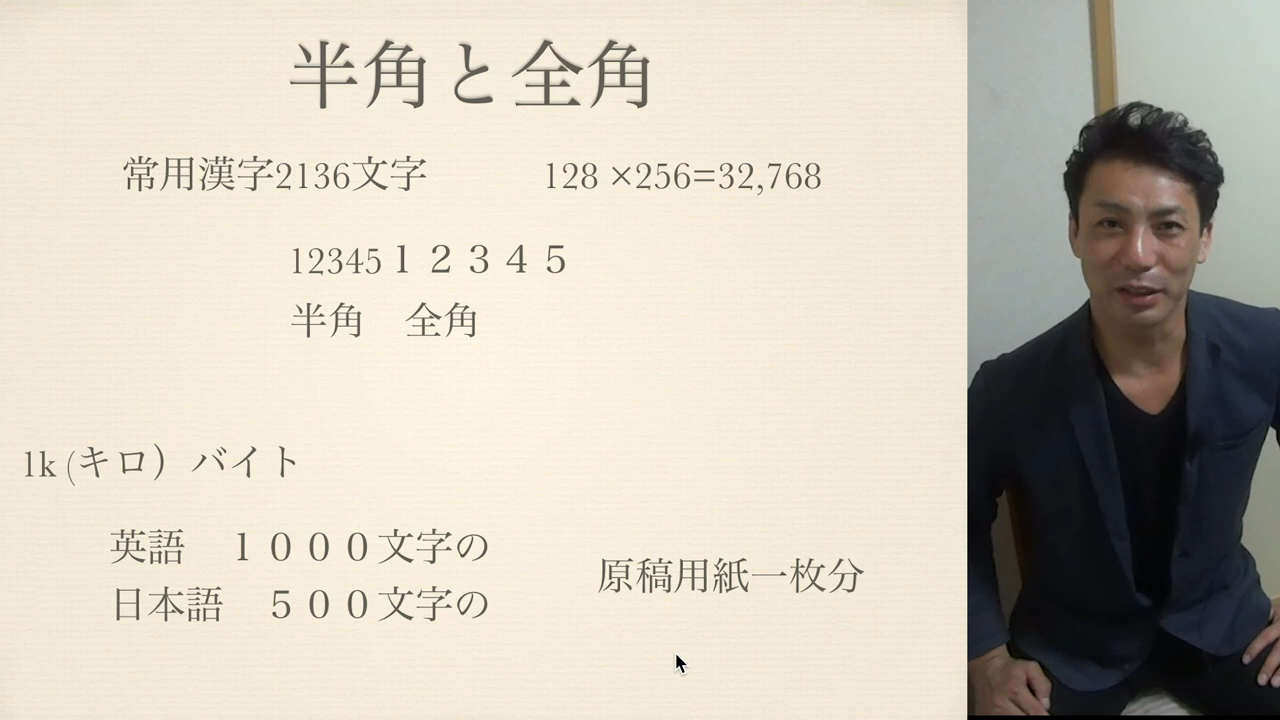 半角と全角
常用漢字2136文字　　　128 ×256=32,768
12345１２３４５
半角　全角
1k (キロ）バイト
英語　１０００文字の
日本語　５００文字の
原稿用紙一枚分